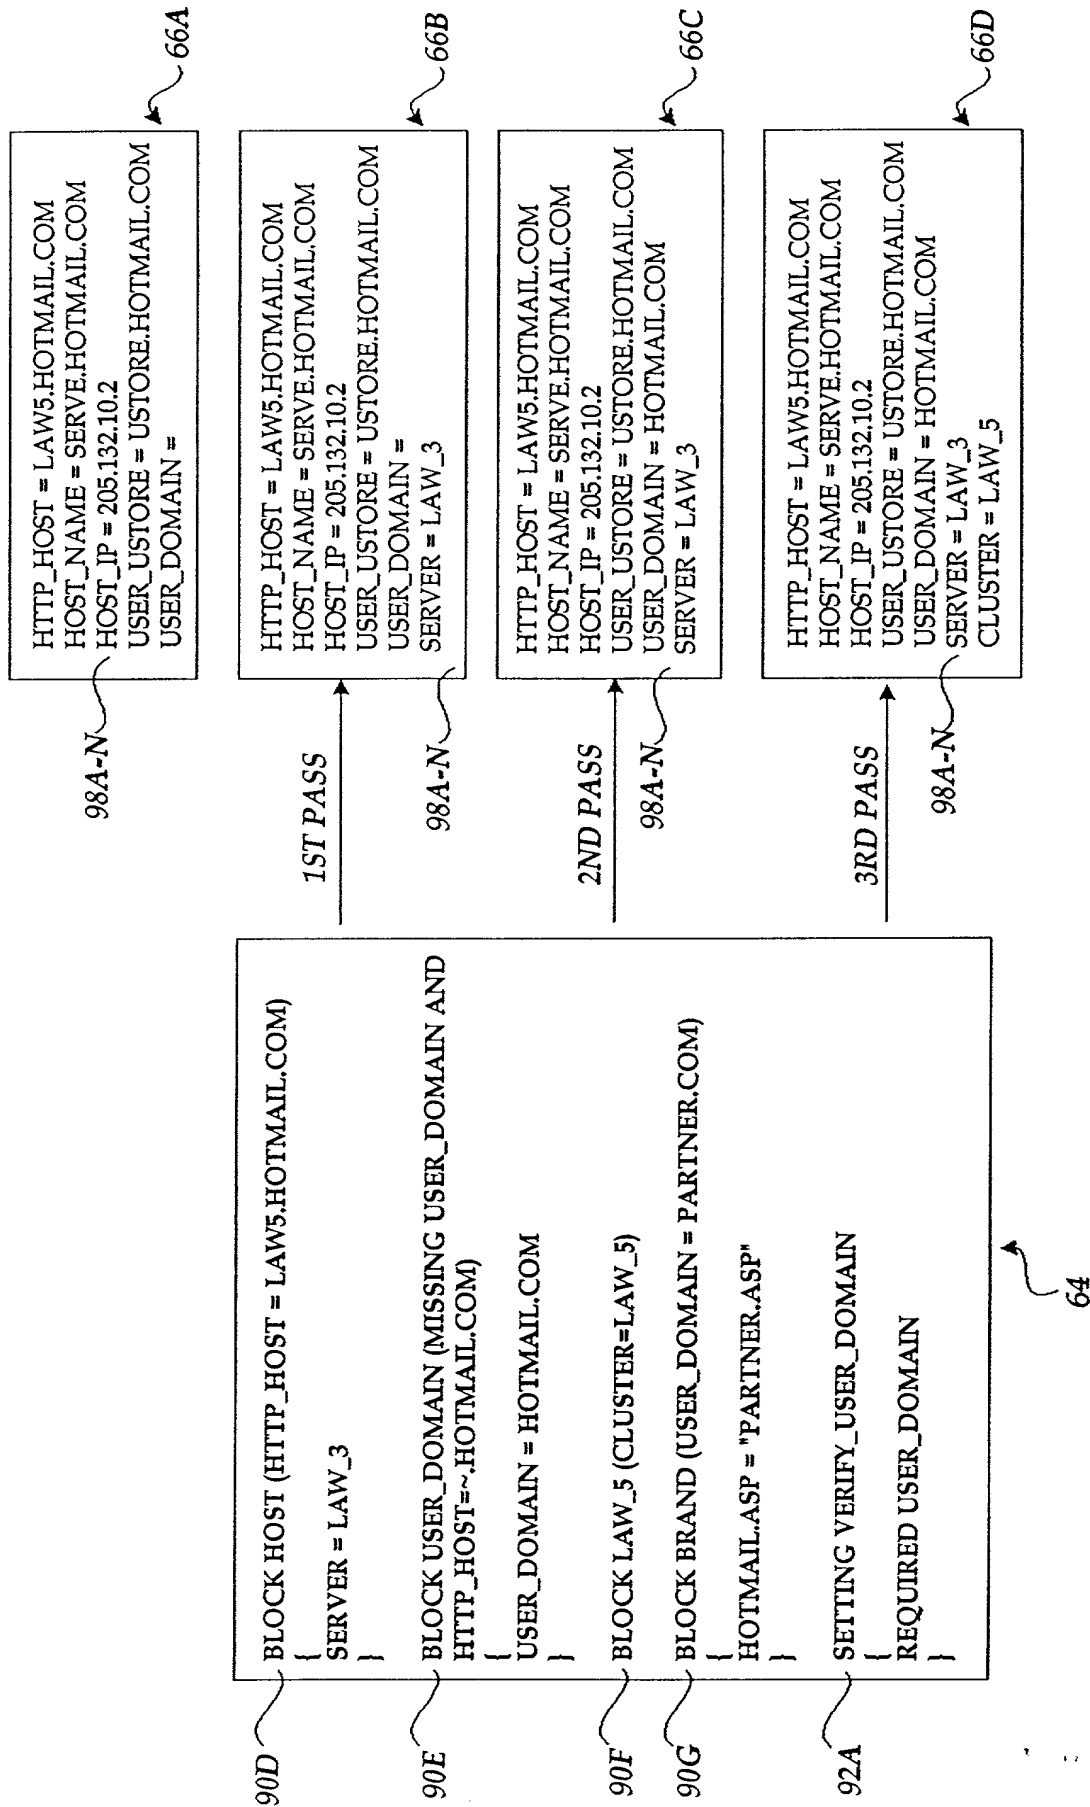 90D
BLOCK HOST (HTTP_HOST = LAW5.HOTMAIL.COM)
{
SERVER = LAW_3
}
90E
BLOCK USER_DOMAIN (MISSING USER_DOMAIN AND
HTTP_HOST=~.HOTMAIL.COM)
{
USER_DOMAIN = HOTMAIL.COM
}
90F
BLOCK LAW_5 (CLUSTER=LAW_5)
90G
BLOCK BRAND (USER_DOMAIN = PARTNER.COM)
{
HOTMAIL.ASP = "PARTNER.ASP"
}
92A
SETTING VERIFY_USER_DOMAIN
{
REQUIRED USER_DOMAIN
}
64
1ST PASS
2ND PASS
3RD PASS
98A-N
HTTP_HOST = LAW5.HOTMAIL.COM
HOST_NAME = SERVE.HOTMAIL.COM
HOST_IP = 205.132.10.2
USER_USTORE = USTORE.HOTMAIL.COM
USER_DOMAIN =
66A
98A-N
HTTP_HOST = LAW5.HOTMAIL.COM
HOST_NAME = SERVE.HOTMAIL.COM
HOST_IP = 205.132.10.2
USER_USTORE = USTORE.HOTMAIL.COM
USER_DOMAIN =
SERVER = LAW_3
66B
98A-N
HTTP_HOST = LAW5.HOTMAIL.COM
HOST_NAME = SERVE.HOTMAIL.COM
HOST_IP = 205.132.10.2
USER_USTORE = USTORE.HOTMAIL.COM
USER_DOMAIN = HOTMAIL.COM
SERVER = LAW_3
66C
98A-N
HTTP_HOST = LAW5.HOTMAIL.COM
HOST_NAME = SERVE.HOTMAIL.COM
HOST_IP = 205.132.10.2
USER_USTORE = USTORE.HOTMAIL.COM
USER_DOMAIN = HOTMAIL.COM
SERVER = LAW_3
CLUSTER = LAW_5
66D